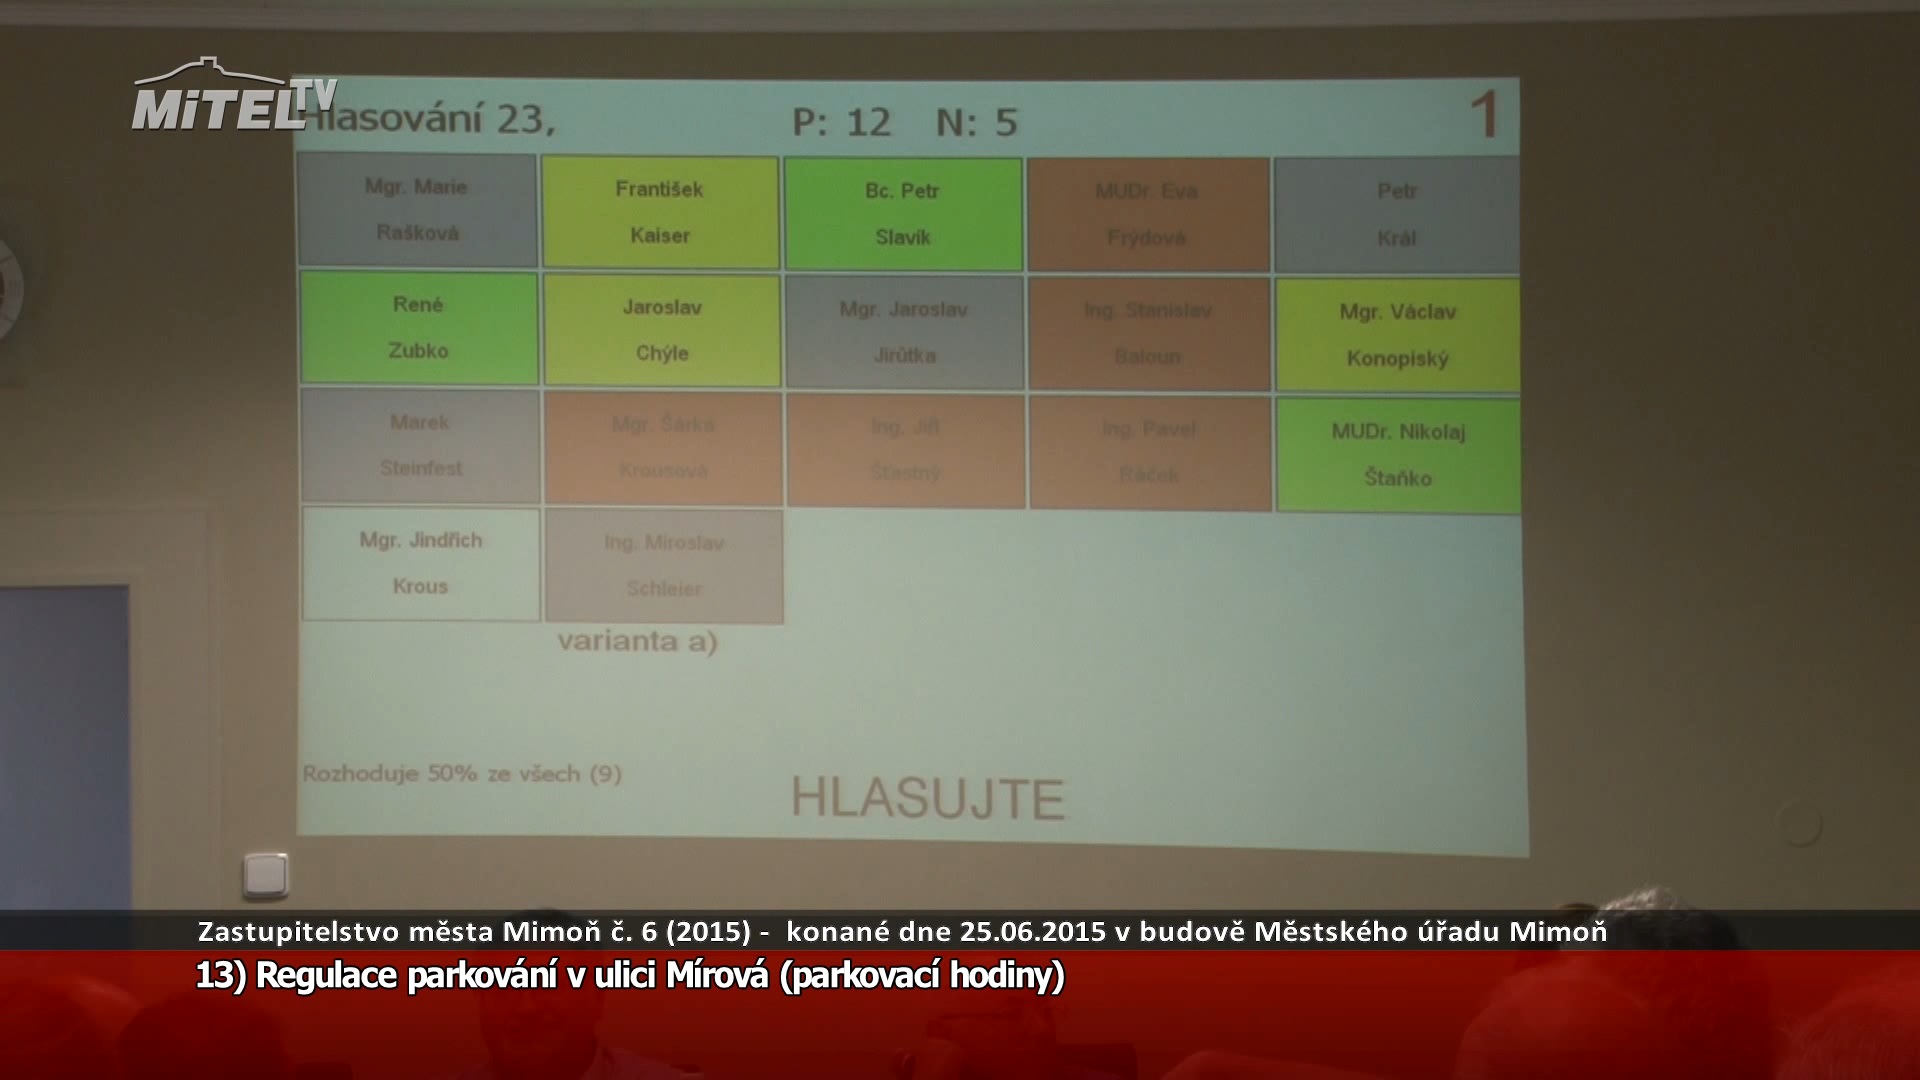 MiTEL TV
Hlasování 23, P: 12 N: 5 1
Mgr. Marie Rašková
František Kaiser
Bc. Petr Slavík
MUDr. Eva Frýdová
Petr Král
René Zubko
Jaroslav Chýle
Mgr. Jaroslav Jirůtka
Ing. Stanislav Baloun
Mgr. Václav Konopiský
Marek Steinfest
Mgr. Šárka Krousová
Ing. Jiří Šťastný
Ing. Pavel Ráček
MUDr. Nikolaj Štaňko
Mgr. Jindřich Krous
Ing. Miroslav Schleier
varianta a)
Rozhoduje 50% ze všech (9)
HLASUJTE
Zastupitelstvo města Mimoň č. 6 (2015) - konané dne 25.06.2015 v budově Městského úřadu Mimoň
13) Regulace parkování v ulici Mírová (parkovací hodiny)